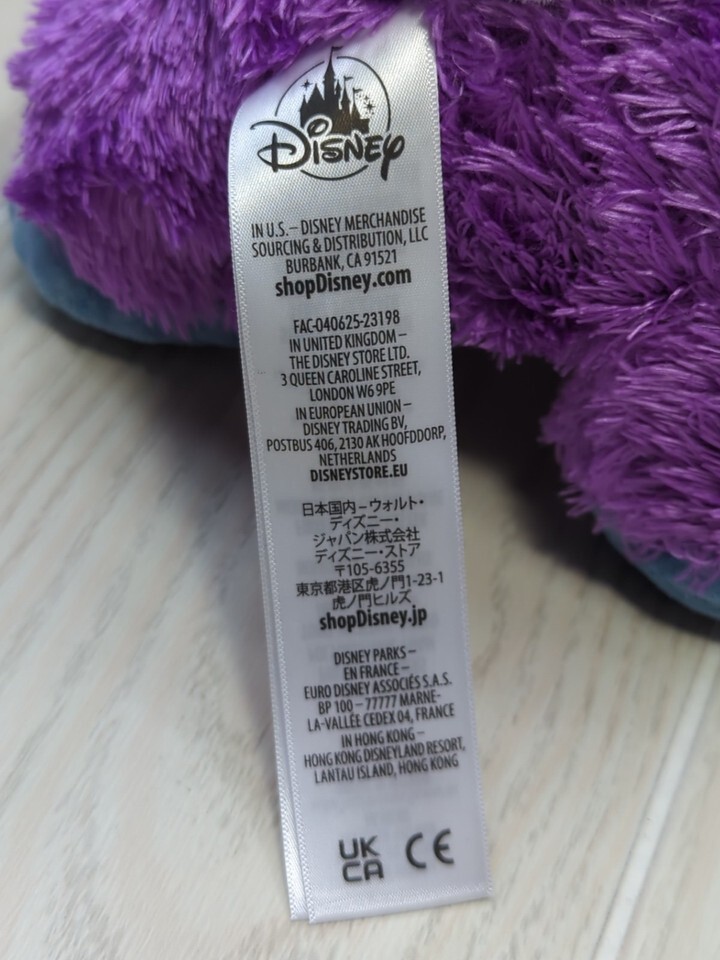 Disney
IN U.S. – DISNEY MERCHANDISE
SOURCING & DISTRIBUTION, LLC
BURBANK, CA 91521
shopDisney.com
FAC-040625-23198
IN UNITED KINGDOM –
THE DISNEY STORE LTD.
3 QUEEN CAROLINE STREET,
LONDON W6 9PE
IN EUROPEAN UNION –
DISNEY TRADING BV,
POSTBUS 406, 2130 AK HOOFDDORP,
NETHERLANDS
DISNEYSTORE.EU
日本国内–ウォルト・
ディズニー・
ジャパン株式会社
ディズニー・ストア
〒105-6355
東京都港区虎ノ門1-23-1
虎ノ門ヒルズ
shopDisney.jp
DISNEY PARKS –
EN FRANCE –
EURO DISNEY ASSOCIÉS S.A.S.
BP 100 – 77777 MARNE-
LA-VALLÉE CEDEX 04, FRANCE
IN HONG KONG –
HONG KONG DISNEYLAND RESORT,
LANTAU ISLAND, HONG KONG
UK CE
CA